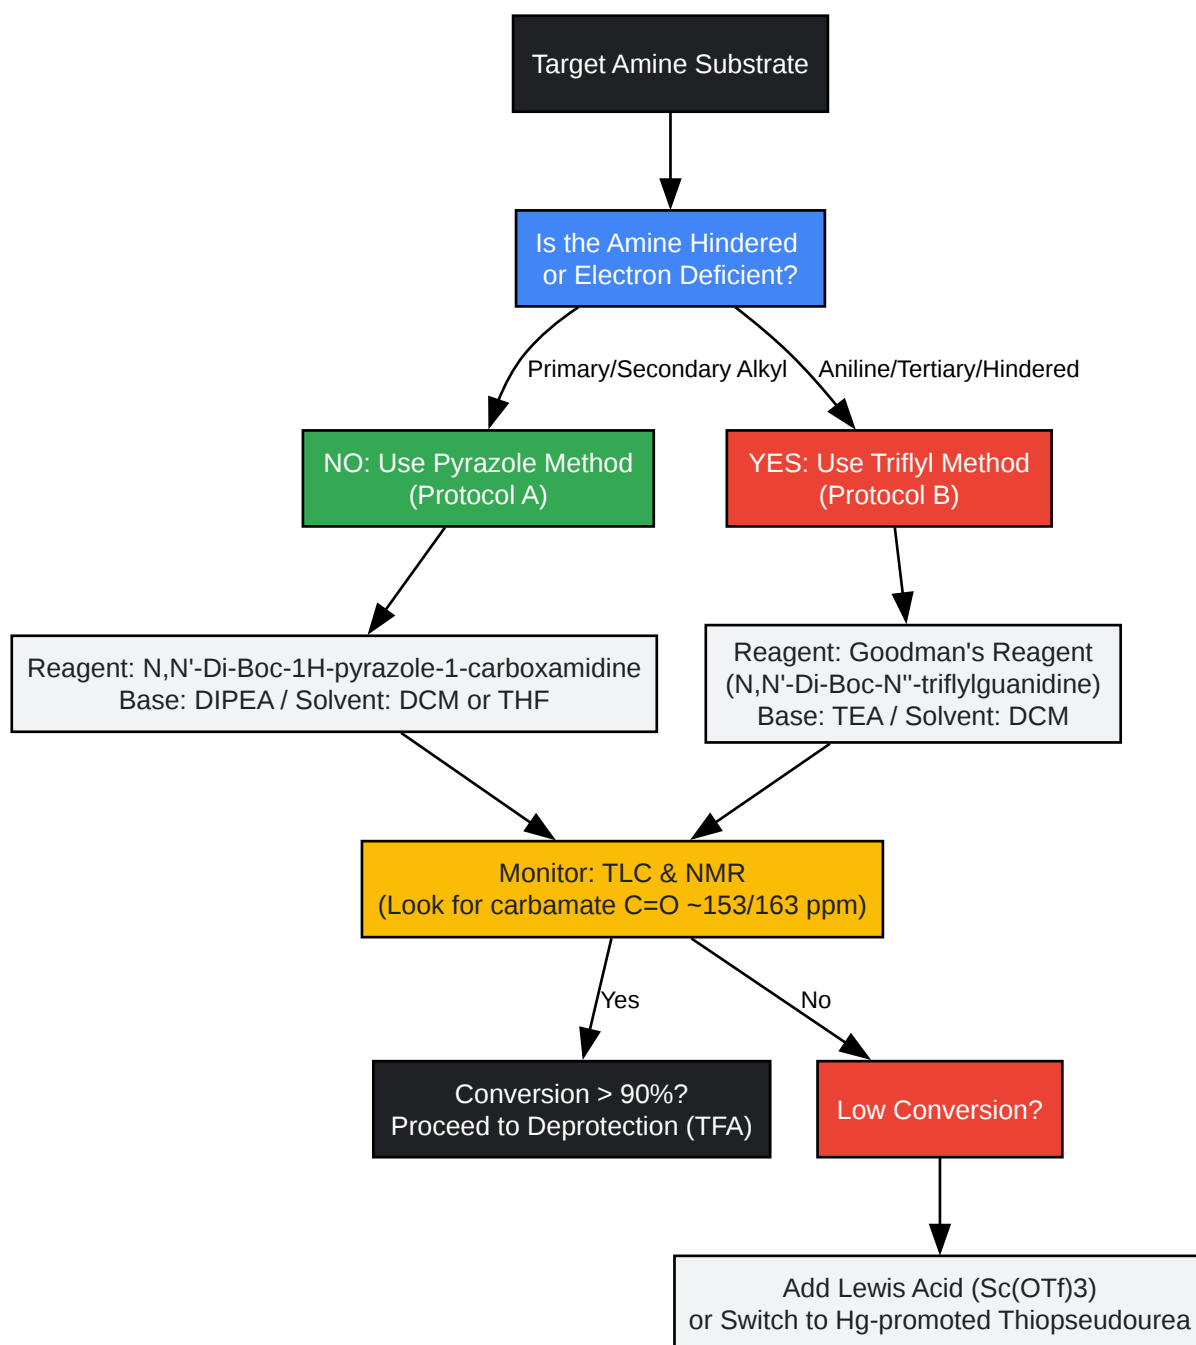 Target Amine Substrate
Is the Amine Hindered
or Electron Deficient?
Primary/Secondary Alkyl
Aniline/Tertiary/Hindered
NO: Use Pyrazole Method
(Protocol A)
YES: Use Triflyl Method
(Protocol B)
Reagent: N,N'-Di-Boc-1H-pyrazole-1-carboxamidine
Base: DIPEA / Solvent: DCM or THF
Reagent: Goodman's Reagent
(N,N'-Di-Boc-N''-triflylguanidine)
Base: TEA / Solvent: DCM
Monitor: TLC & NMR
(Look for carbamate C=O ~153/163 ppm)
Yes
No
Conversion > 90%?
Proceed to Deprotection (TFA)
Low Conversion?
Add Lewis Acid (Sc(OTf)3)
or Switch to Hg-promoted Thiopseudourea